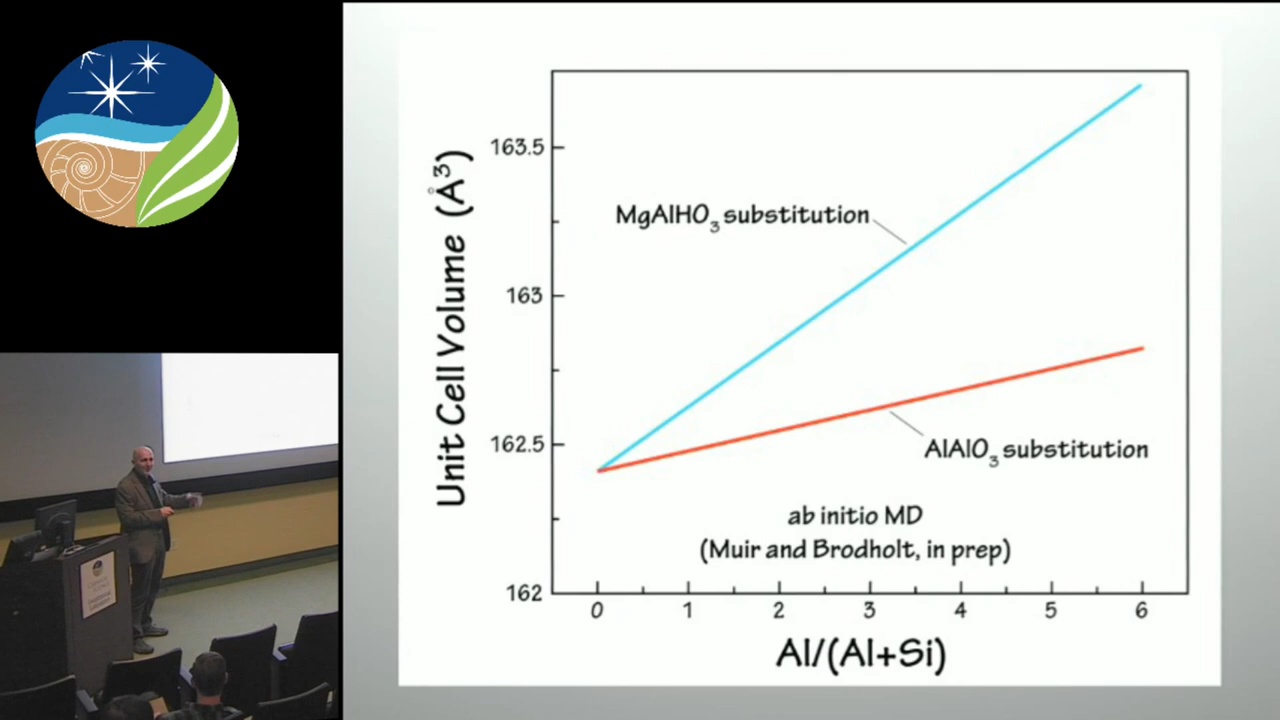 163.5
MgAlHO₃ substitution
163
Unit Cell Volume (Å³)
162.5
AlAlO₃ substitution
ab initio MD
(Muir and Brodholt, in prep)
162
0 1 2 3 4 5 6
Al/(Al+Si)